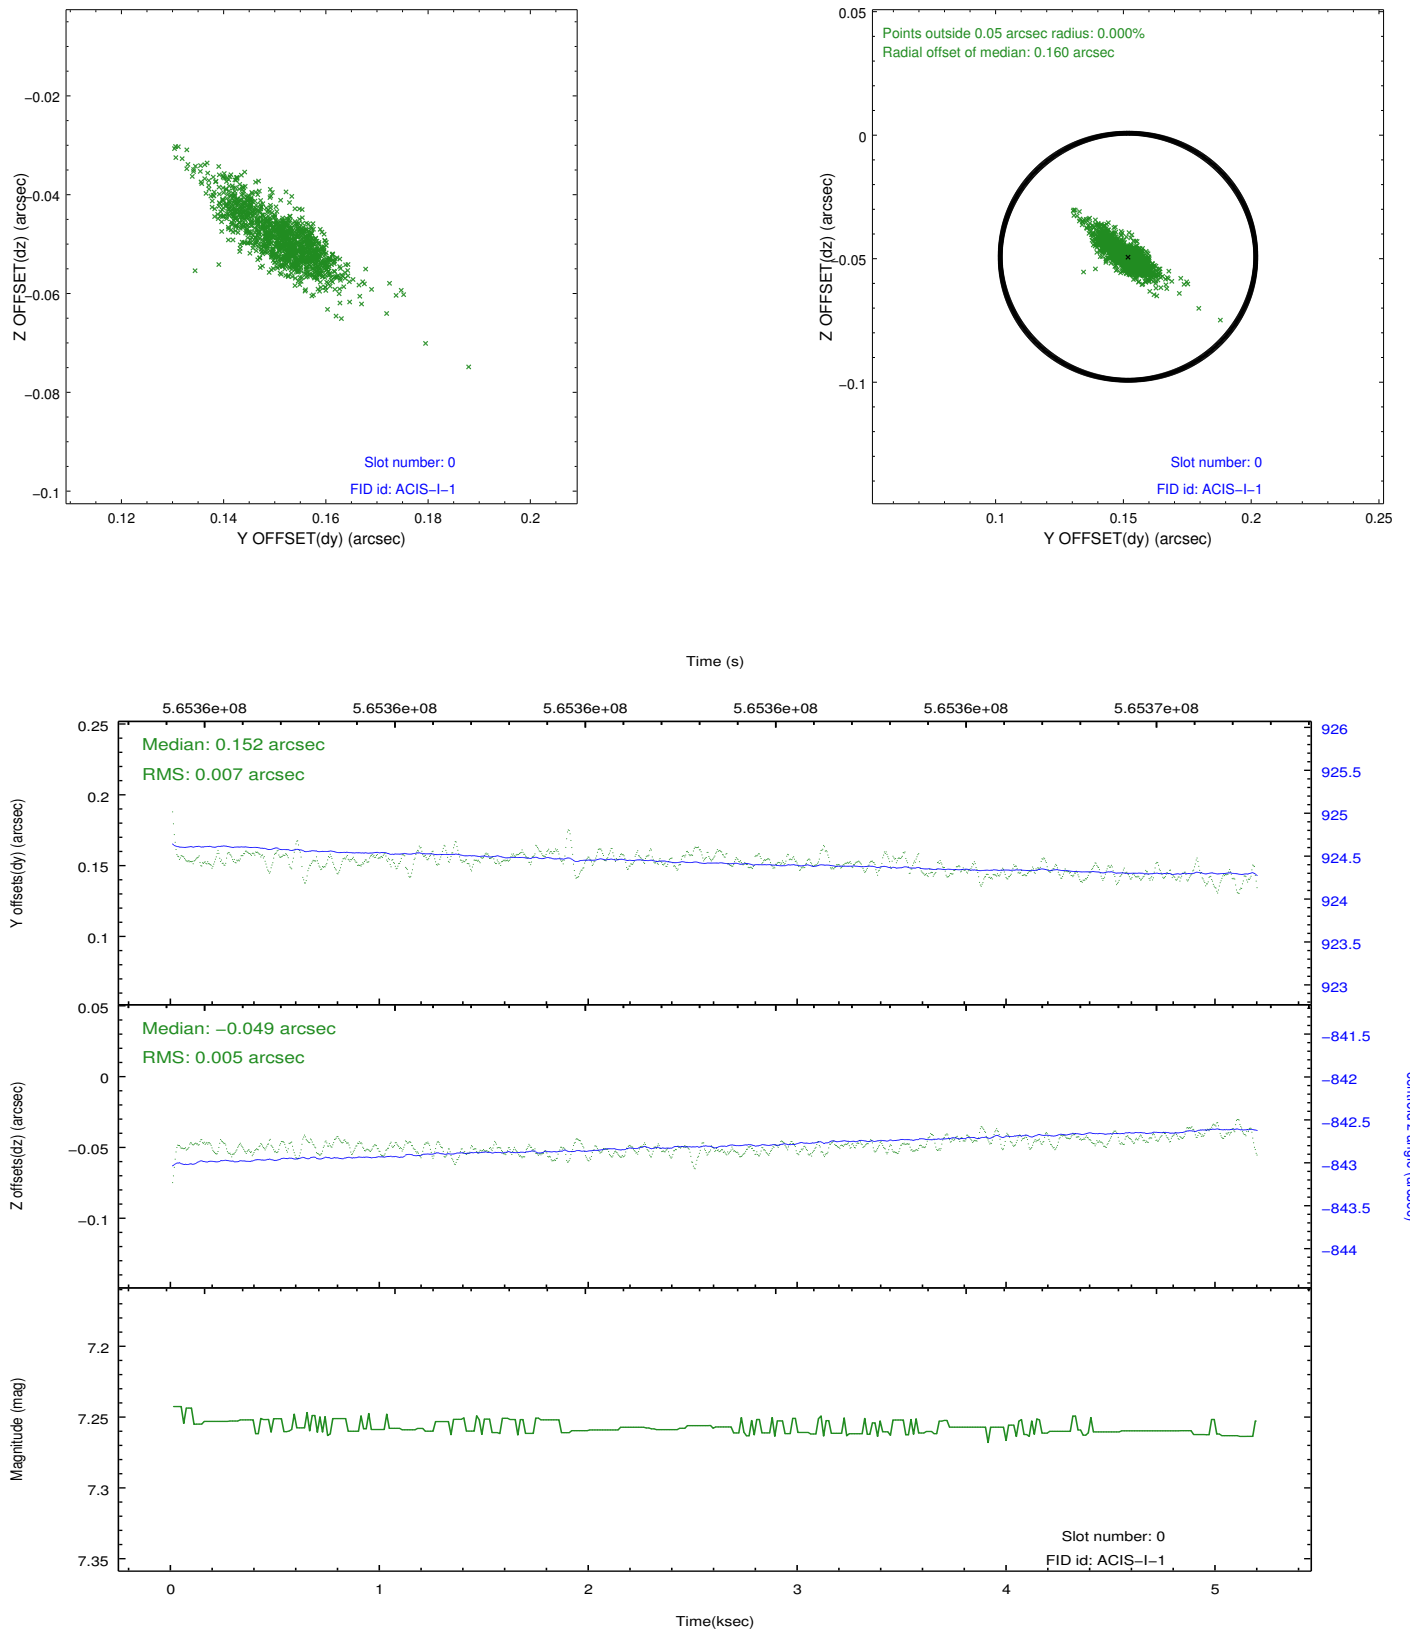 −0.02
−0.04
−0.06
−0.08
−0.1
0.12
0.14
0.16
0.18
0.2
Z OFFSET(dz) (arcsec)
Y OFFSET(dy) (arcsec)
Slot number: 0
FID id: ACIS−I−1
Points outside 0.05 arcsec radius: 0.000%
Radial offset of median: 0.160 arcsec
0.05
0
−0.05
−0.1
0.1
0.15
0.2
0.25
Z OFFSET(dz) (arcsec)
Y OFFSET(dy) (arcsec)
Slot number: 0
FID id: ACIS−I−1
Time (s)
5.6536e+08
5.6536e+08
5.6536e+08
5.6536e+08
5.6536e+08
5.6537e+08
Median: 0.152 arcsec
RMS: 0.007 arcsec
Y offsets(dy) (arcsec)
0.25
0.2
0.15
0.1
926
925.5
925
924.5
924
923.5
923
Median: −0.049 arcsec
RMS: 0.005 arcsec
Z offsets(dz) (arcsec)
0.05
0
−0.05
−0.1
−841.5
−842
−842.5
−843
−843.5
−844
Magnitude (mag)
7.2
7.25
7.3
7.35
Slot number: 0
FID id: ACIS−I−1
0
1
2
3
4
5
Time(ksec)